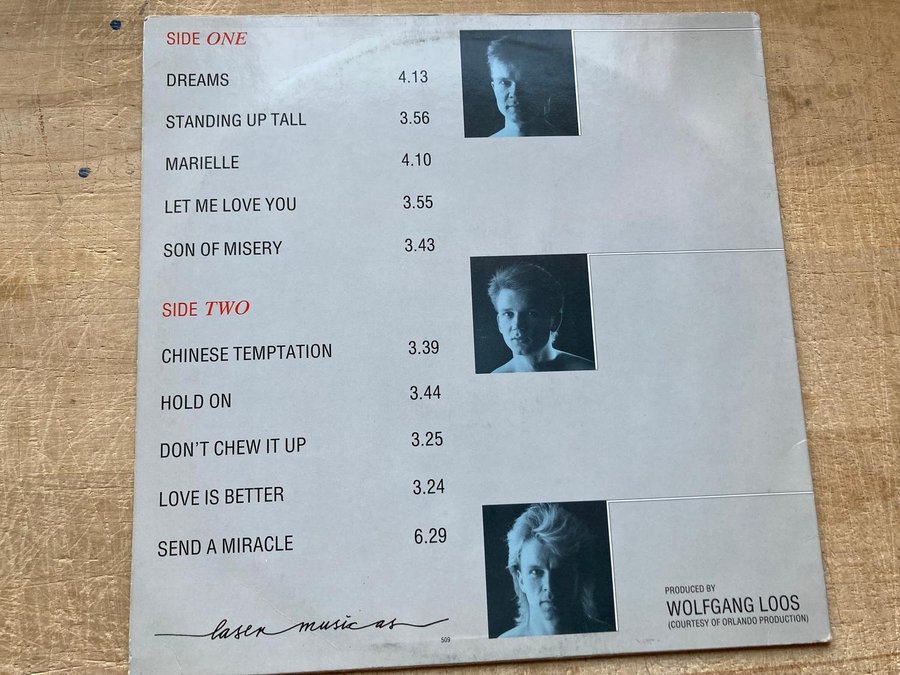 SIDE ONE
DREAMS 4.13
STANDING UP TALL 3.56
MARIELLE 4.10
LET ME LOVE YOU 3.55
SON OF MISERY 3.43
SIDE TWO
CHINESE TEMPTATION 3.39
HOLD ON 3.44
DON'T CHEW IT UP 3.25
LOVE IS BETTER 3.24
SEND A MIRACLE 6.29
laser music as
509
PRODUCED BY
WOLFGANG LOOS
(COURTESY OF ORLANDO PRODUCTION)